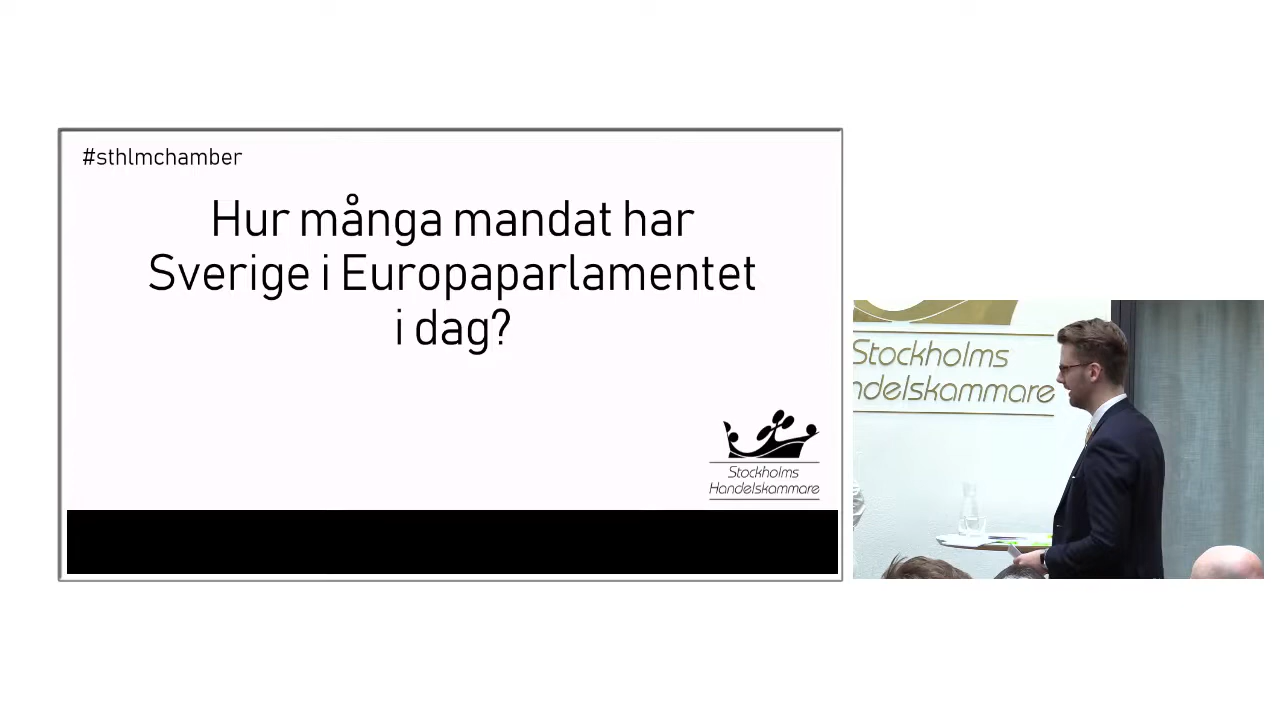 #sthlmchamber
Hur många mandat har
Sverige i Europaparlamentet
i dag?
Stockholms
Handelskammare
Stockholms
ndelskammare